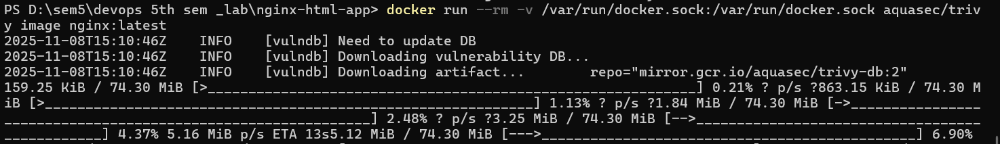 PS D:\sem5\devops 5th sem _lab\nginx-html-app> docker run --rm -v /var/run/docker.sock:/var/run/docker.sock aquasec/triv
y image nginx:latest
2025-11-08T15:10:46Z    INFO    [vulndb] Need to update DB
2025-11-08T15:10:46Z    INFO    [vulndb] Downloading vulnerability DB...
2025-11-08T15:10:46Z    INFO    [vulndb] Downloading artifact...        repo="mirror.gcr.io/aquasec/trivy-db:2"
159.25 KiB / 74.30 MiB [>____________________________________________________________] 0.21% ? p/s ?863.15 KiB / 74.30 M
iB [>____________________________________________________________] 1.13% ? p/s ?1.84 MiB / 74.30 MiB [->________________
_____________________________________________] 2.48% ? p/s ?3.25 MiB / 74.30 MiB [-->___________________________________
____________] 4.37% 5.16 MiB p/s ETA 13s5.12 MiB / 74.30 MiB [--->______________________________________________] 6.90%